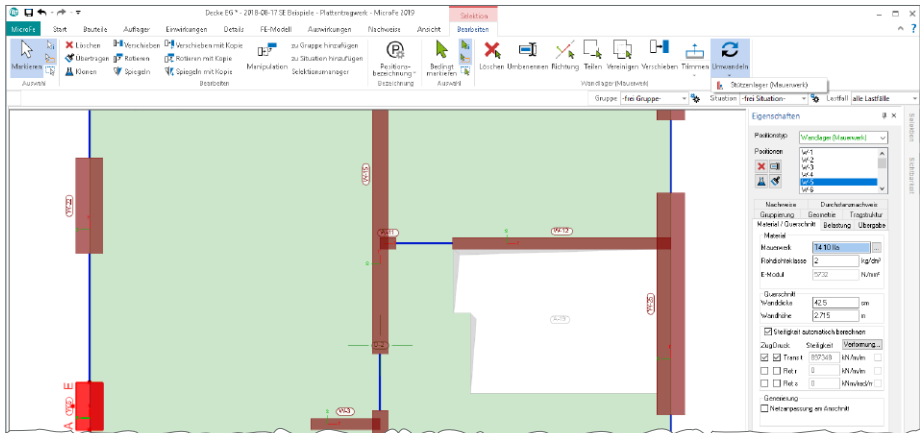 Decke EG * - 2018-08-17 SE Beispiele - Plattentragwerk - MicroFe 2019
Selektion
MicroFe Start Bauteile Auflager Einwirkungen Details FE-Modell Auswirkungen Nachweise Ansicht Bearbeiten
Markieren
Auswahl
Löschen
Übertragen
Klonen
Verschieben
Rotieren
Spiegeln
Verschieben mit Kopie
Rotieren mit Kopie
Spiegeln mit Kopie
Manipulation
zu Gruppe hinzufügen
zu Situation hinzufügen
Selektionsmanager
Bearbeiten
Positions-
bezeichnung
Bezeichnung
Bedingt
markieren
Auswahl
Löschen Umbenennen Richtung Teilen Vereinigen Verschieben Trimmen Umwandeln
Wandlager (Mauerwerk)
Stützenlager (Mauerwerk)
Gruppe -frei Gruppe- Situation -frei Situation- Lastfall alle Lastfälle
W-11
W-12
W-3
A
E
Eigenschaften
Positionstyp Wandlager (Mauerwerk)
Positionen
W-1
W-2
W-3
W-4
W-5
W-6
Nachweise Durchstanznachweis
Gruppierung Geometrie Tragstruktur
Material / Querschnitt Belastung Übergabe
Material
Mauerwerk T4 10 IIa ...
Rohdichteklasse 2 kg/dm³
E-Modul 5732 N/mm²
Querschnitt
Wanddicke 42.5 cm
Wandhöhe 2.715 m
Steifigkeit automatisch berechnen
Zug Druck: Steifigkeit Verformung...
Trans t 897348 kN/m/m
Rot r 0 kN/m/m
Rot s 0 kNm/rad/m
Generierung
Netzanpassung am Anschnitt
Selektion
Sichtbarkeit